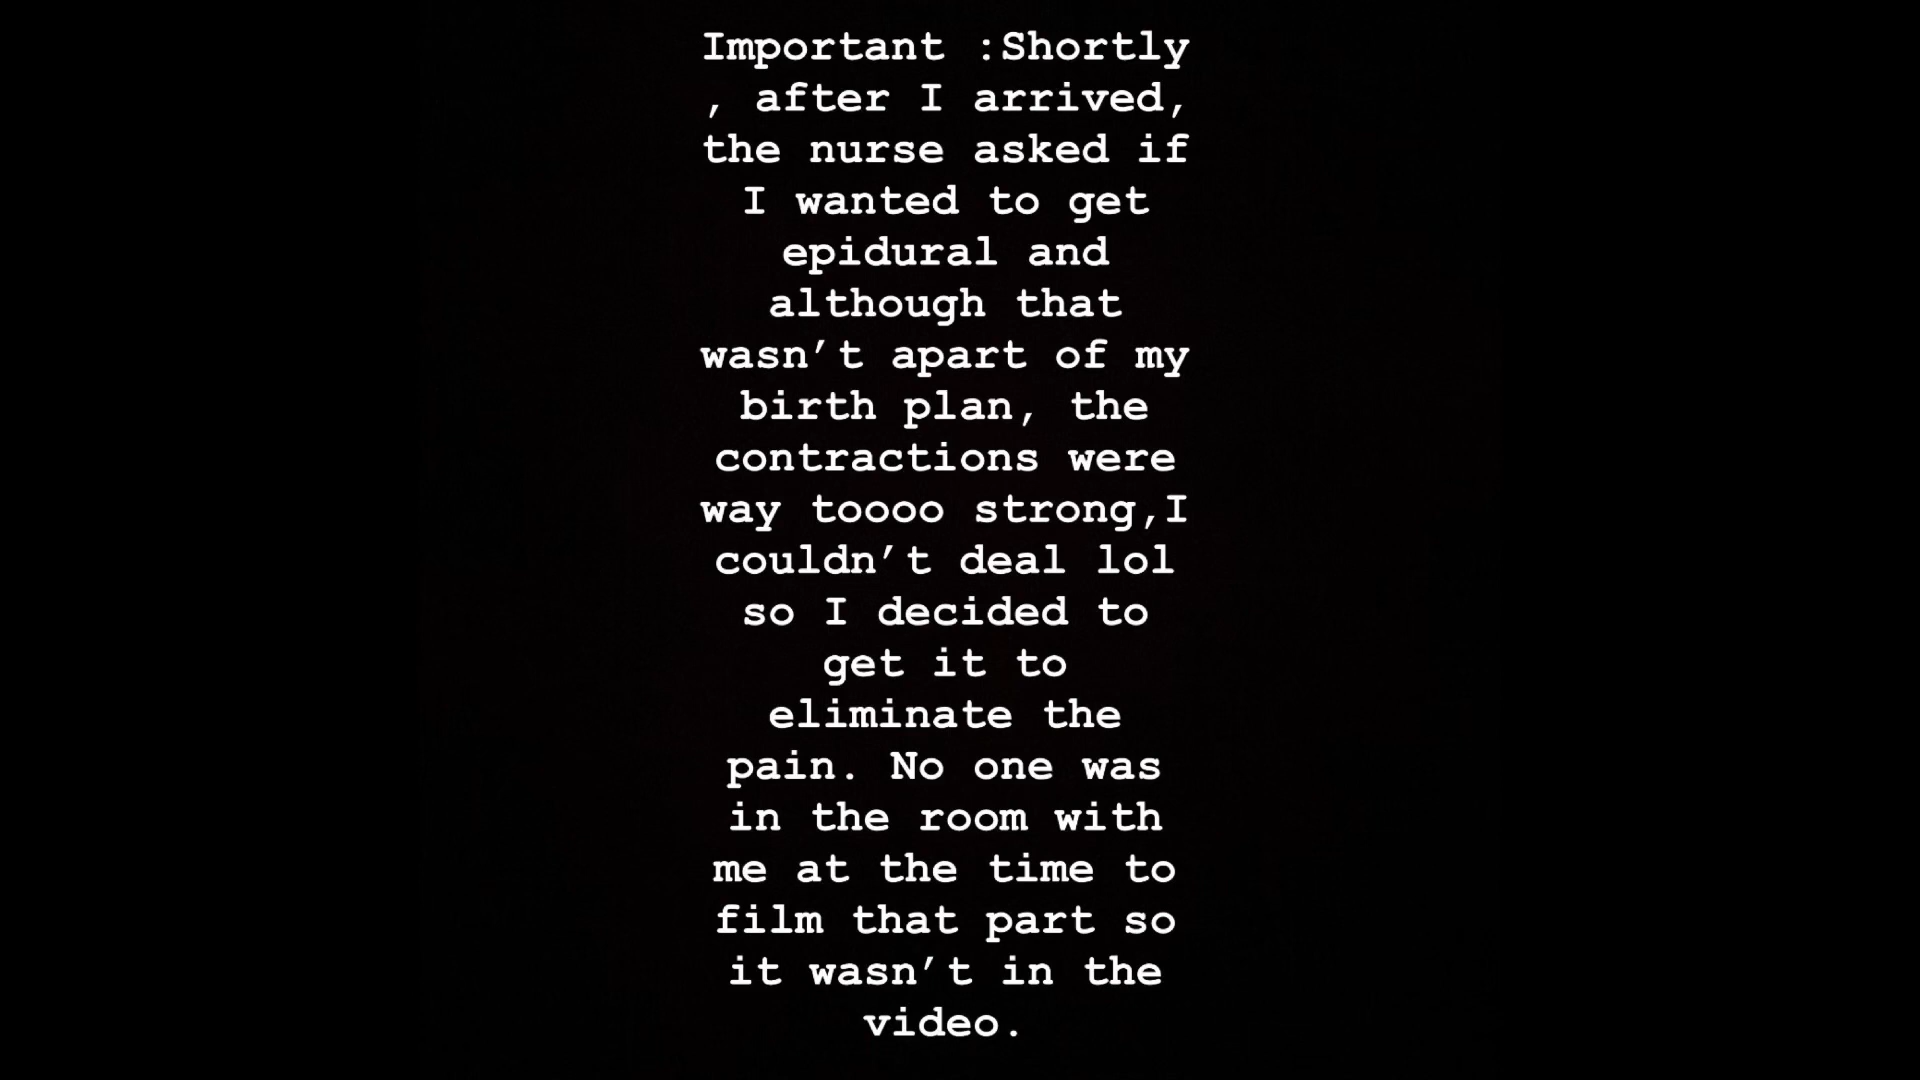 Important :Shortly
, after I arrived,
the nurse asked if
I wanted to get
epidural and
although that
wasn’t apart of my
birth plan, the
contractions were
way toooo strong,I
couldn’t deal lol
so I decided to
get it to
eliminate the
pain. No one was
in the room with
me at the time to
film that part so
it wasn’t in the
video.